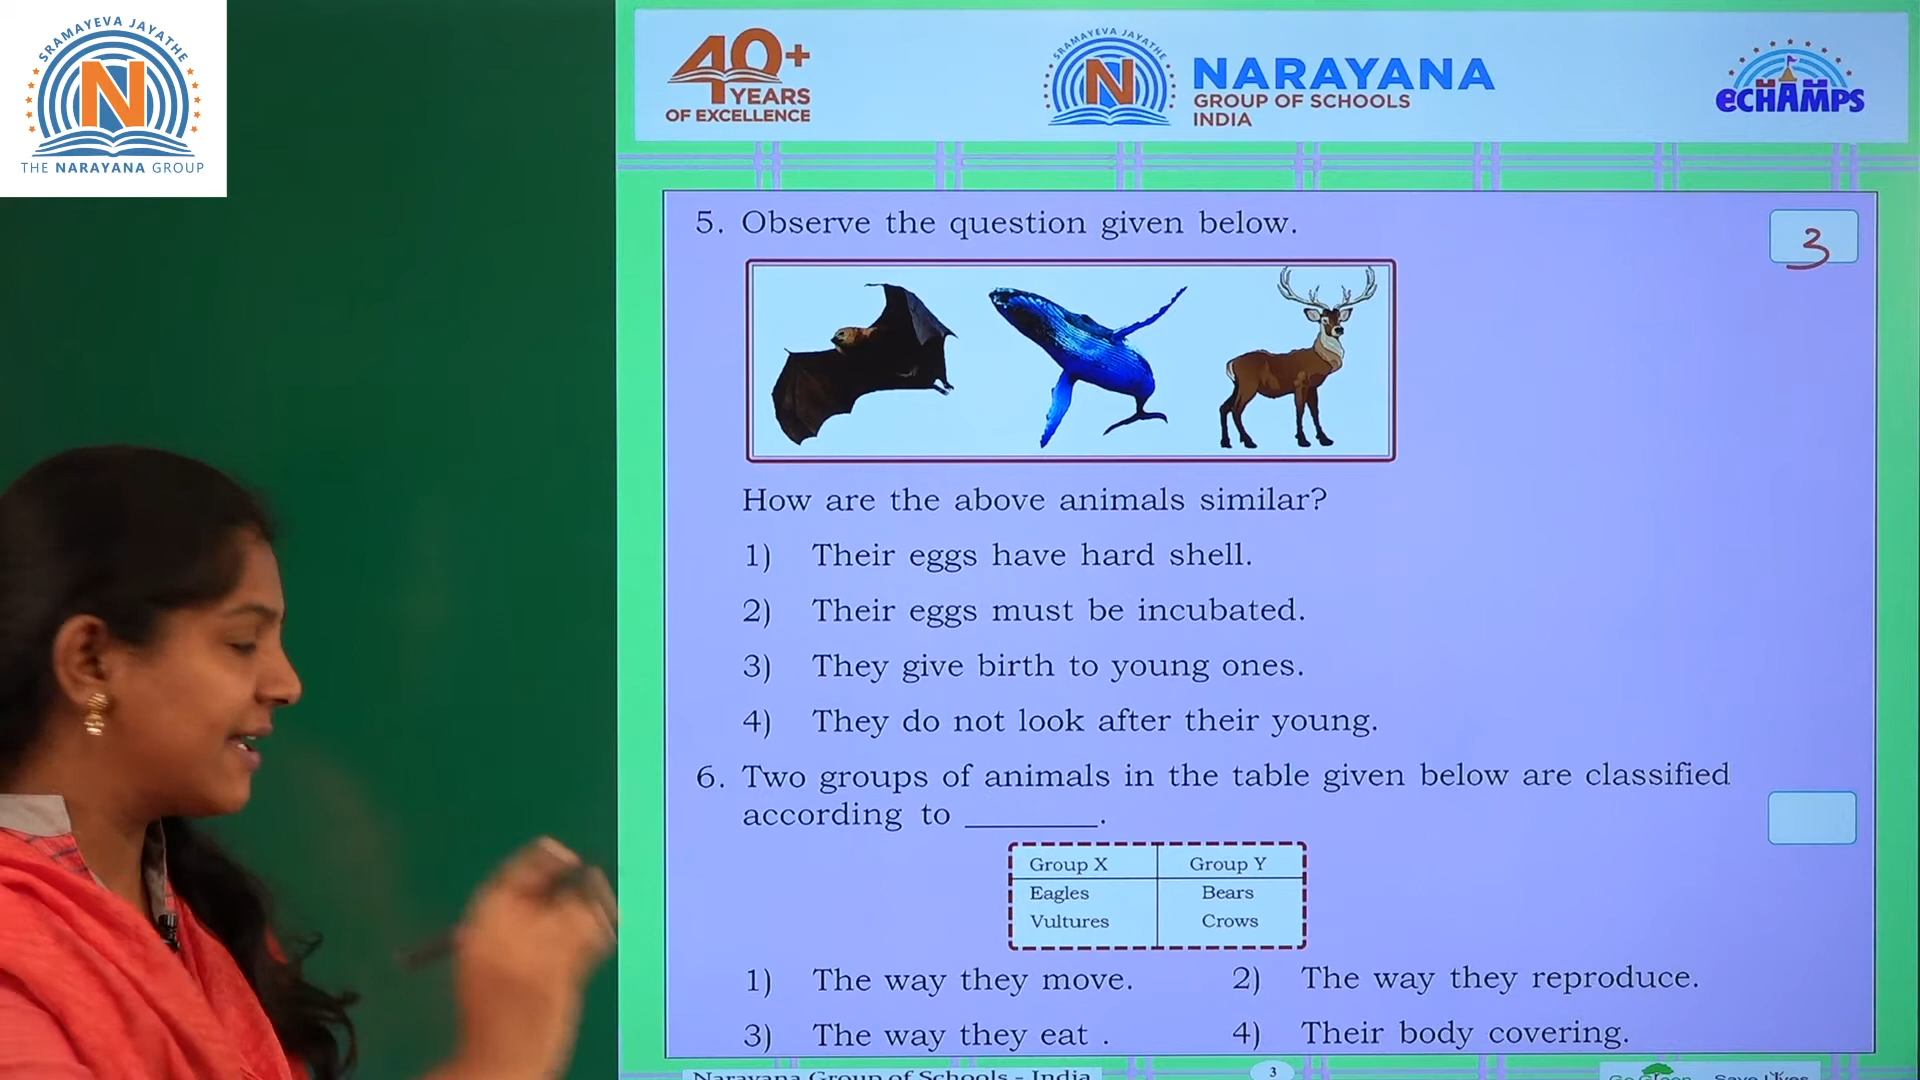 SRAMAYEVA JAYATHE
N
THE NARAYANA GROUP
40+
YEARS
OF EXCELLENCE
SRAMAYEVA JAYATHE
N
NARAYANA
GROUP OF SCHOOLS
INDIA
eCHAMPS
5. Observe the question given below.
3
How are the above animals similar?
1) Their eggs have hard shell.
2) Their eggs must be incubated.
3) They give birth to young ones.
4) They do not look after their young.
6. Two groups of animals in the table given below are classified
according to ________.
Group X Group Y
Eagles Bears
Vultures Crows
1) The way they move. 2) The way they reproduce.
3) The way they eat . 4) Their body covering.
Narayana Group of Schools - India
3
Go Green Save Lives